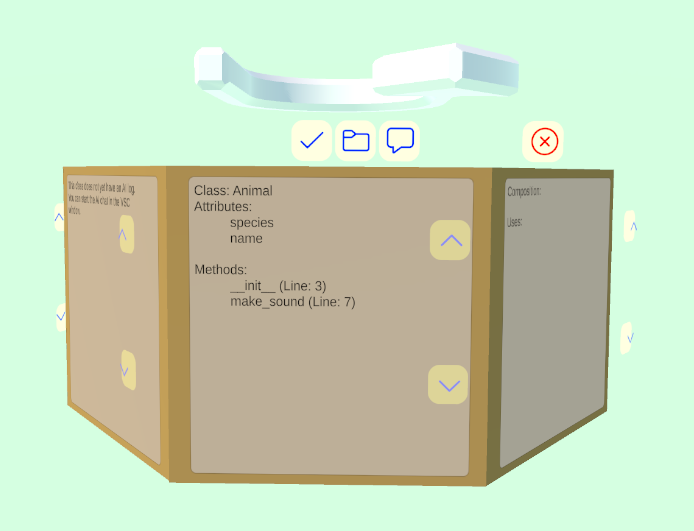 This class does not yet have an AI log.
You can start the AI chat in the VSC
window.
Class: Animal
Attributes:
species
name
Methods:
__init__ (Line: 3)
make_sound (Line: 7)
Composition:
Uses: